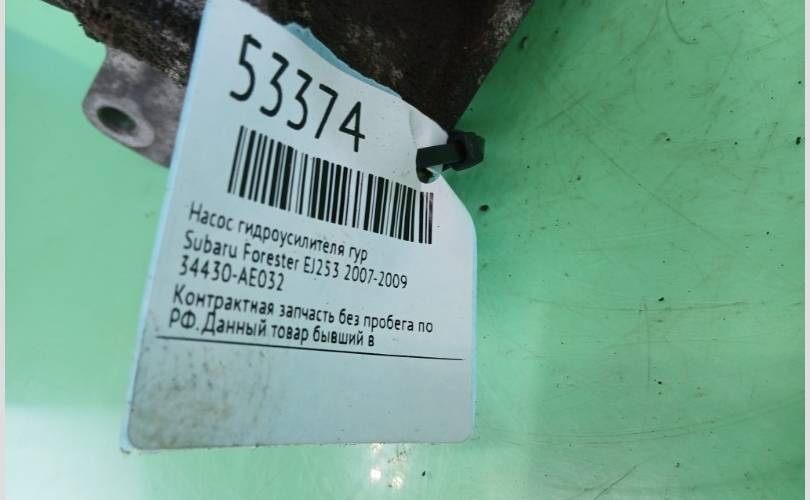 53374
Насос гидроусилителя гур
Subaru Forester EJ253 2007-2009
34430-AE032
Контрактная запчасть без пробега по
РФ. Данный товар бывший в